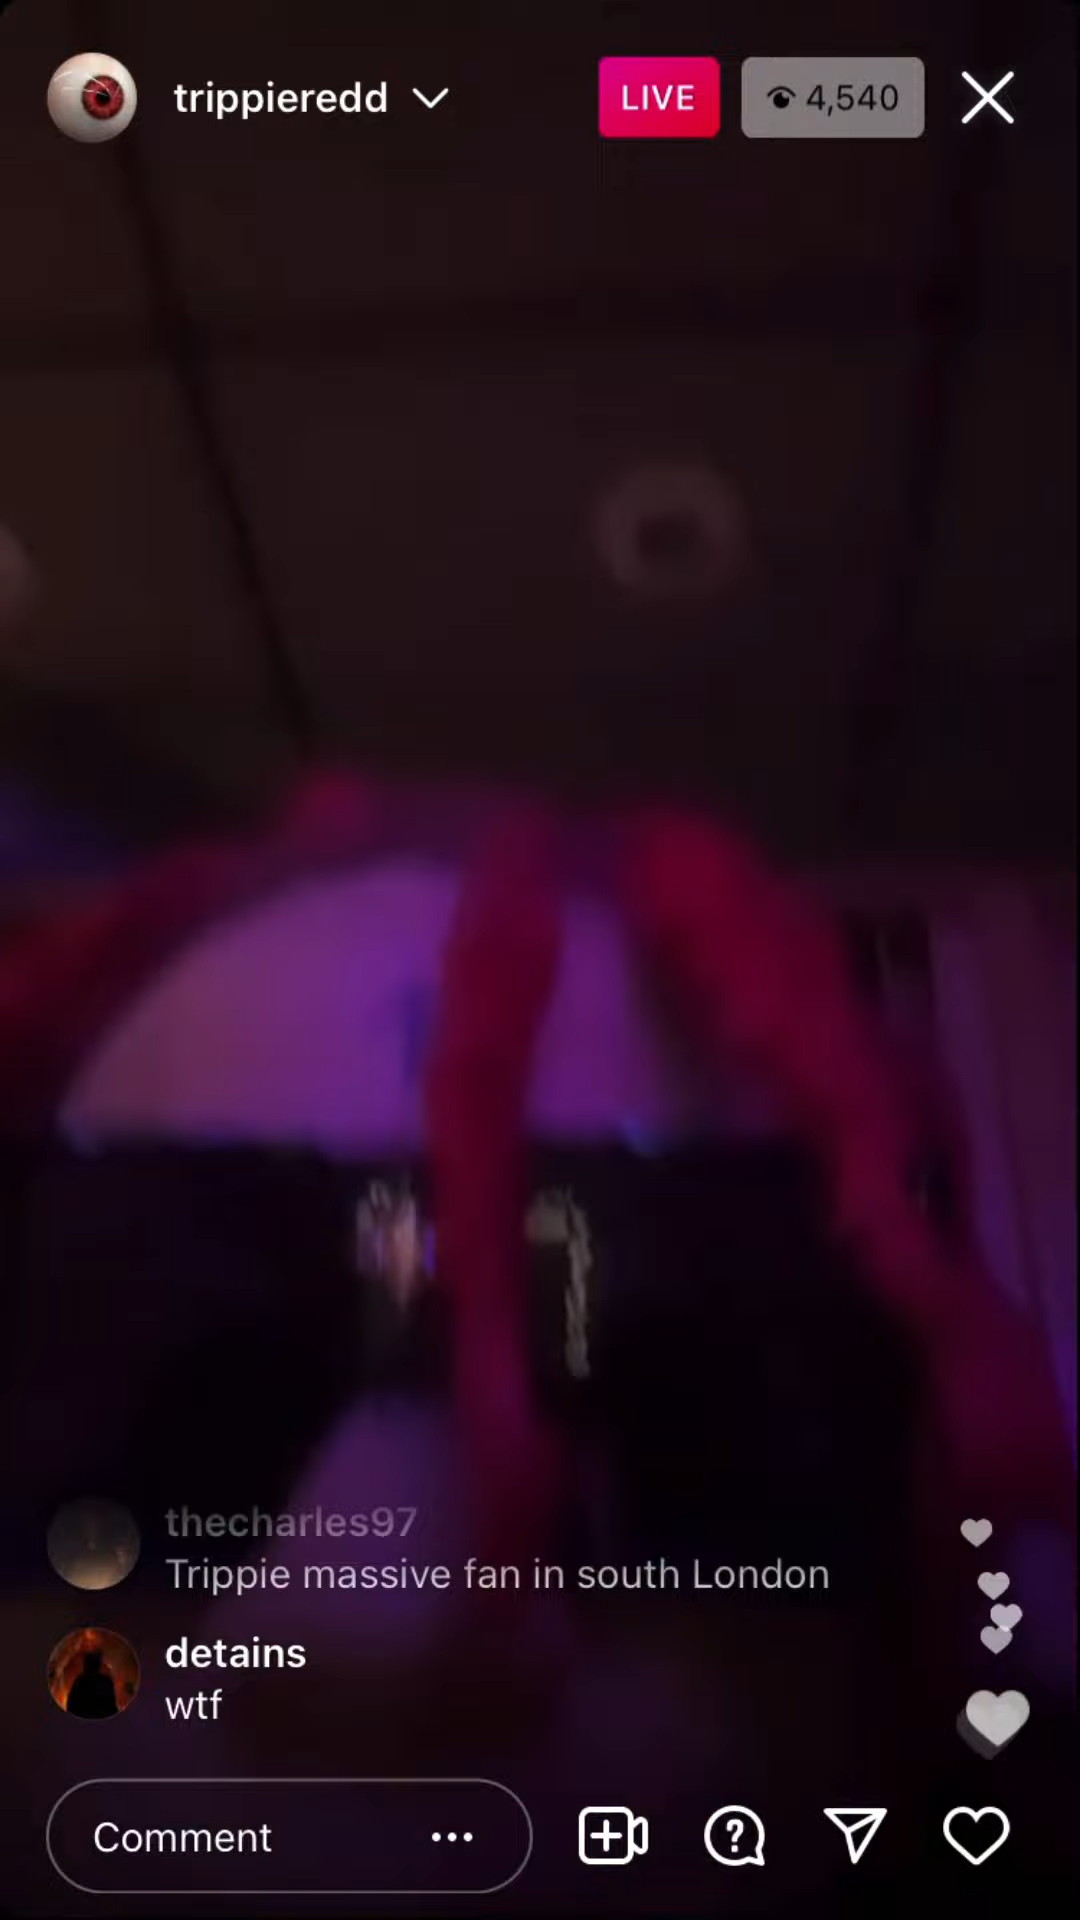 trippieredd
LIVE
4,540
thecharles97
Trippie massive fan in south London
detains
wtf
Comment